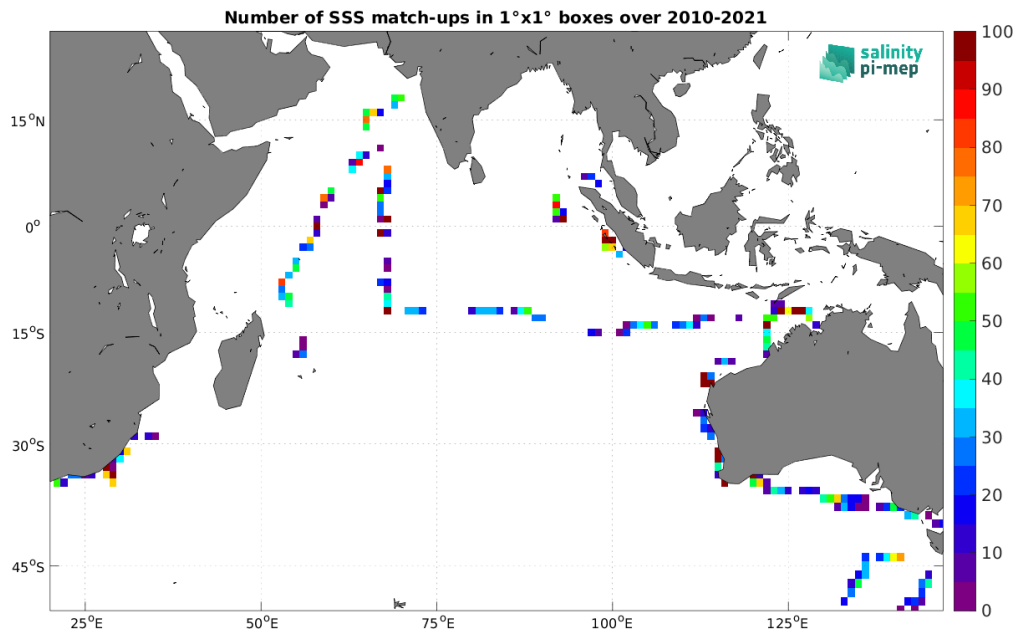 Number of SSS match-ups in 1°x1° boxes over 2010-2021
salinity
pi-mep
15°N
0°
15°S
30°S
45°S
25°E
50°E
75°E
100°E
125°E
100
90
80
70
60
50
40
30
20
10
0